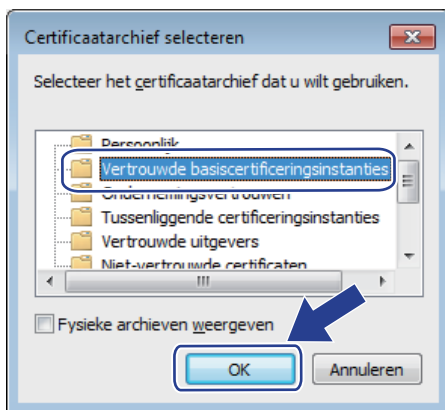 Certificaatarchief selecteren
Selecteer het certificaatarchief dat u wilt gebruiken.
Persoonlijk
Vertrouwde basiscertificeringsinstanties
Ondernemingsvertrouwen
Tussenliggende certificeringsinstanties
Vertrouwde uitgevers
Niet-vertrouwde certificaten
Fysieke archieven weergeven
OK
Annuleren